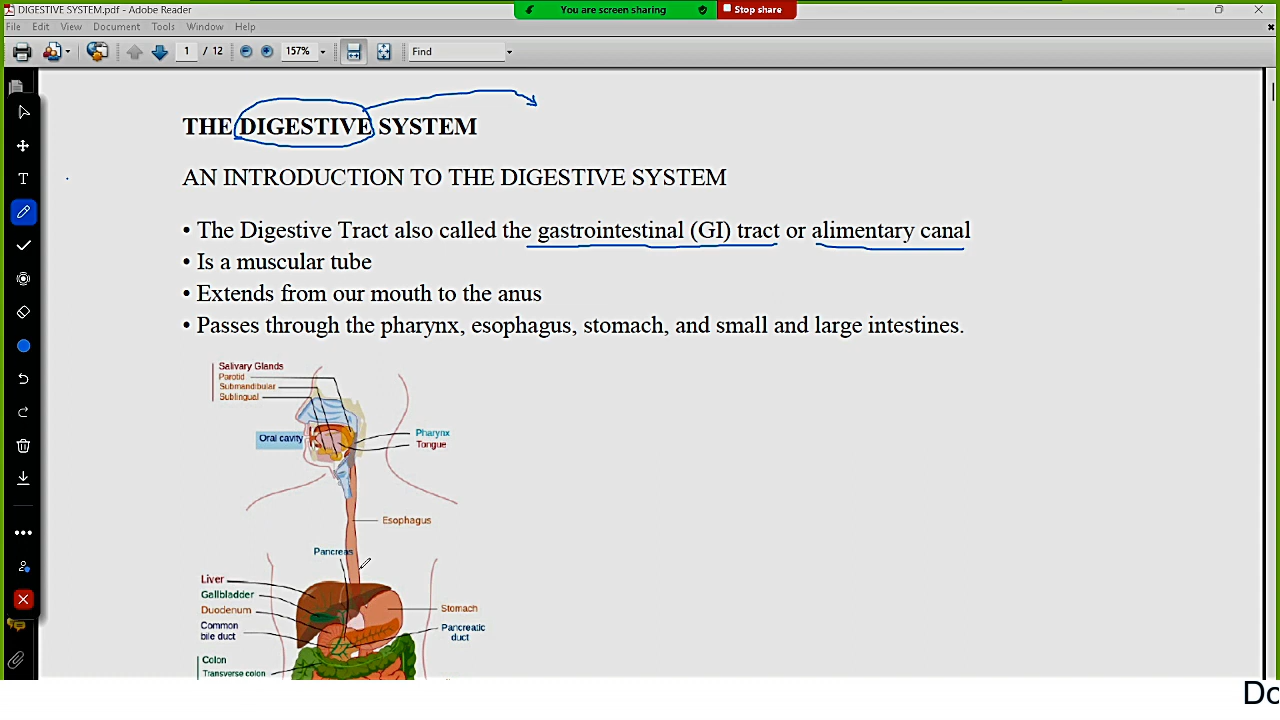 DIGESTIVE SYSTEM.pdf - Adobe Reader
You are screen sharing
Stop share
File Edit View Document Tools Window Help
1 / 12 157% Find
THE DIGESTIVE SYSTEM
AN INTRODUCTION TO THE DIGESTIVE SYSTEM
• The Digestive Tract also called the gastrointestinal (GI) tract or alimentary canal
• Is a muscular tube
• Extends from our mouth to the anus
• Passes through the pharynx, esophagus, stomach, and small and large intestines.
Salivary Glands
Parotid
Submandibular
Sublingual
Oral cavity
Pharynx
Tongue
Esophagus
Pancreas
Liver
Gallbladder
Duodenum
Common
bile duct
Stomach
Pancreatic
duct
Colon
Transverse colon
T
Do